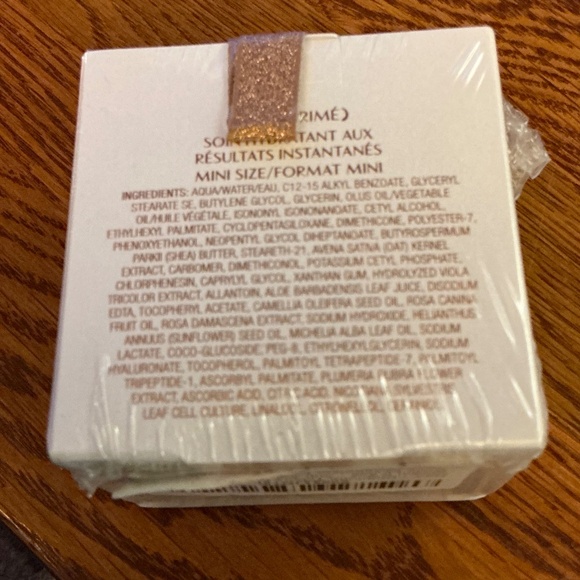 RIMÉ)
SOIN HYDRATANT AUX
RÉSULTATS INSTANTANÉS
MINI SIZE/FORMAT MINI
INGREDIENTS: AQUA/WATER/EAU, C12-15 ALKYL BENZOATE, GLYCERYL
STEARATE SE, BUTYLENE GLYCOL, GLYCERIN, OLUS OIL/VEGETABLE
OIL/HUILE VÉGÉTALE, ISONONYL ISONONANOATE, CETYL ALCOHOL,
ETHYLHEXYL PALMITATE, CYCLOPENTASILOXANE, DIMETHICONE, POLYESTER-7,
PHENOXYETHANOL, NEOPENTYL GLYCOL DIHEPTANOATE, BUTYROSPERMUM
PARKII (SHEA) BUTTER, STEARETH-21, AVENA SATIVA (OAT) KERNEL
EXTRACT, CARBOMER, DIMETHICONOL, POTASSIUM CETYL PHOSPHATE,
CHLORPHENESIN, CAPRYLYL GLYCOL, XANTHAN GUM, HYDROLYZED VIOLA
TRICOLOR EXTRACT, ALLANTOIN, ALOE BARBADENSIS LEAF JUICE, DISODIUM
EDTA, TOCOPHERYL ACETATE, CAMELLIA OLEIFERA SEED OIL, ROSA CANINA
FRUIT OIL, ROSA DAMASCENA EXTRACT, SODIUM HYDROXIDE, HELIANTHUS
ANNUUS (SUNFLOWER) SEED OIL, MICHELIA ALBA LEAF OIL, SODIUM
LACTATE, COCO-GLUCOSIDE, PEG-8, ETHYLHEXYLGLYCERIN, SODIUM
HYALURONATE, TOCOPHEROL, PALMITOYL TETRAPEPTIDE-7, PALMITOYL
TRIPEPTIDE-1, ASCORBYL PALMITATE, PLUMERIA RUBRA FLOWER
EXTRACT, ASCORBIC ACID, CITRIC ACID, NICOTIANA SYLVESTRIS
LEAF CELL CULTURE, LINALOOL, CITRONELLOL, GERANIOL